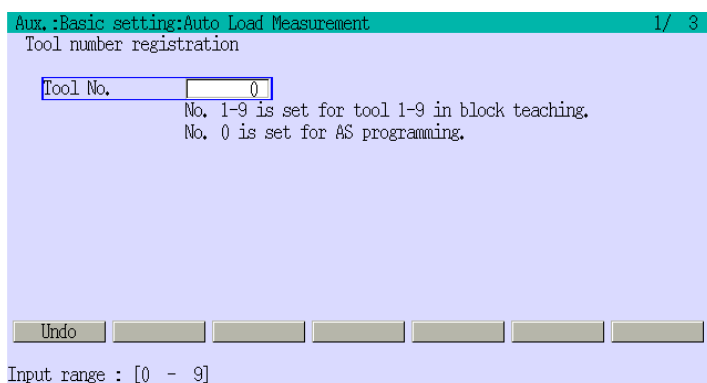 Aux.:Basic setting:Auto Load Measurement 1/ 3
Tool number registration
Tool No. 0
No. 1-9 is set for tool 1-9 in block teaching.
No. 0 is set for AS programming.
Undo
Input range : [0 - 9]